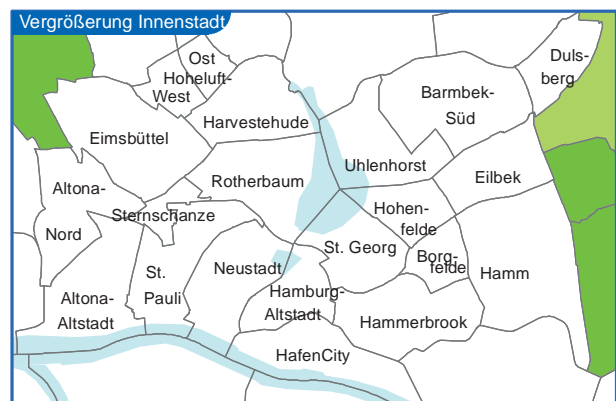 Vergrößerung Innenstadt
Ost
Hoheluft-
West
Duls-
berg
Barmbek-
Süd
Eimsbüttel
Harvestehude
Uhlenhorst
Eilbek
Altona-
Nord
Rotherbaum
Sternschanze
Hohen-
felde
St. Georg
Borg-
felde
Hamm
St.
Pauli
Neustadt
Altona-
Altstadt
Hamburg-
Altstadt
Hammerbrook
HafenCity